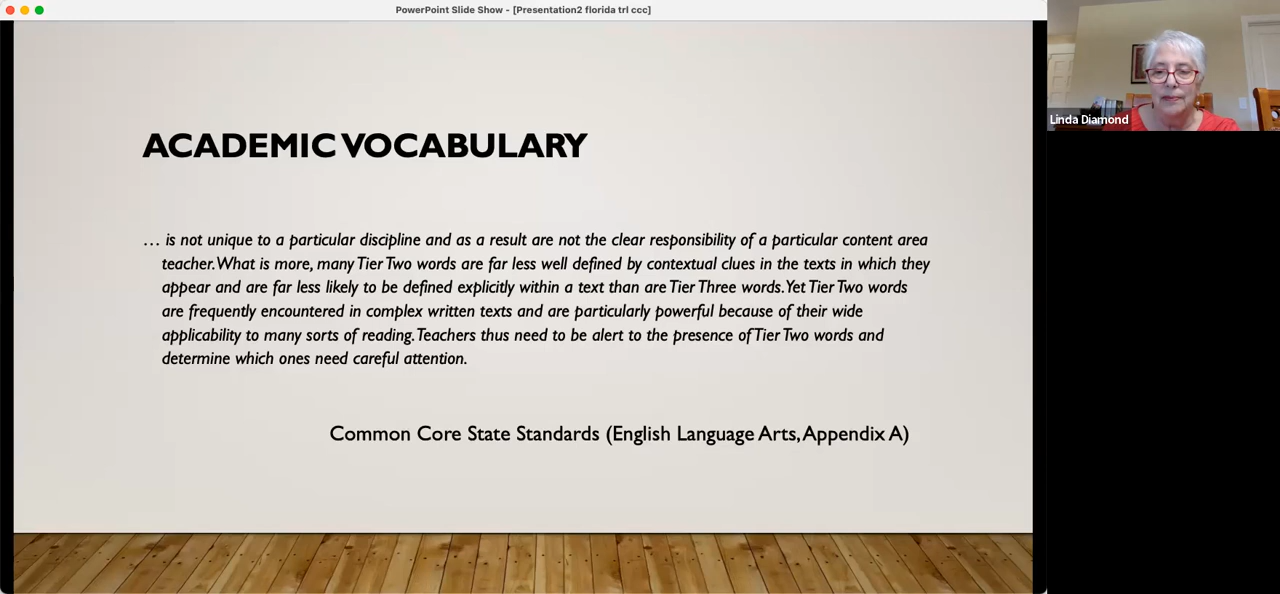 PowerPoint Slide Show - [Presentation2 florida trl ccc]
Linda Diamond
ACADEMIC VOCABULARY
… is not unique to a particular discipline and as a result are not the clear responsibility of a particular content area
teacher. What is more, many Tier Two words are far less well defined by contextual clues in the texts in which they
appear and are far less likely to be defined explicitly within a text than are Tier Three words. Yet Tier Two words
are frequently encountered in complex written texts and are particularly powerful because of their wide
applicability to many sorts of reading. Teachers thus need to be alert to the presence of Tier Two words and
determine which ones need careful attention.
Common Core State Standards (English Language Arts, Appendix A)